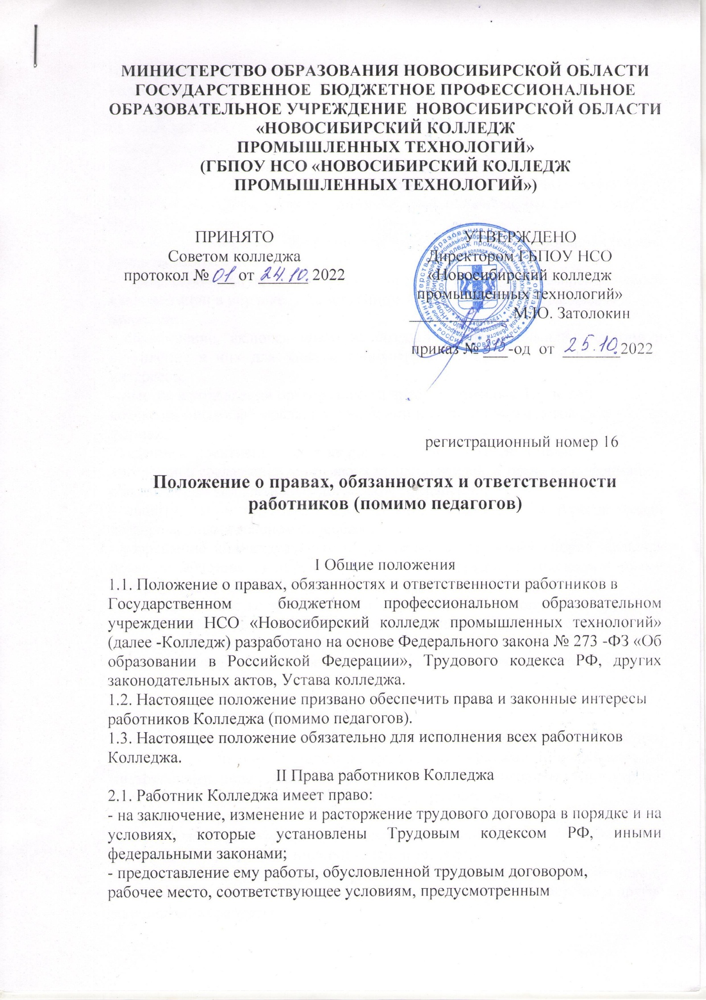 МИНИСТЕРСТВО ОБРАЗОВАНИЯ НОВОСИБИРСКОЙ ОБЛАСТИ
ГОСУДАРСТВЕННОЕ БЮДЖЕТНОЕ ПРОФЕССИОНАЛЬНОЕ
ОБРАЗОВАТЕЛЬНОЕ УЧРЕЖДЕНИЕ НОВОСИБИРСКОЙ ОБЛАСТИ
«НОВОСИБИРСКИЙ КОЛЛЕДЖ
ПРОМЫШЛЕННЫХ ТЕХНОЛОГИЙ»
(ГБПОУ НСО «НОВОСИБИРСКИЙ КОЛЛЕДЖ
ПРОМЫШЛЕННЫХ ТЕХНОЛОГИЙ»)
ПРИНЯТО
Советом колледжа
протокол № 01 от 24.10.2022
УТВЕРЖДЕНО
Директором ГБПОУ НСО
«Новосибирский колледж
промышленных технологий»
М.Ю. Затолокин
приказ № 315-од от 25.10.2022
регистрационный номер 16
Положение о правах, обязанностях и ответственности
работников (помимо педагогов)
I Общие положения
1.1. Положение о правах, обязанностях и ответственности работников в
Государственном бюджетном профессиональном образовательном
учреждении НСО «Новосибирский колледж промышленных технологий»
(далее -Колледж) разработано на основе Федерального закона № 273 -ФЗ «Об
образовании в Российской Федерации», Трудового кодекса РФ, других
законодательных актов, Устава колледжа.
1.2. Настоящее положение призвано обеспечить права и законные интересы
работников Колледжа (помимо педагогов).
1.3. Настоящее положение обязательно для исполнения всех работников
Колледжа.
II Права работников Колледжа
2.1. Работник Колледжа имеет право:
- на заключение, изменение и расторжение трудового договора в порядке и на
условиях, которые установлены Трудовым кодексом РФ, иными
федеральными законами;
- предоставление ему работы, обусловленной трудовым договором,
рабочее место, соответствующее условиям, предусмотренным